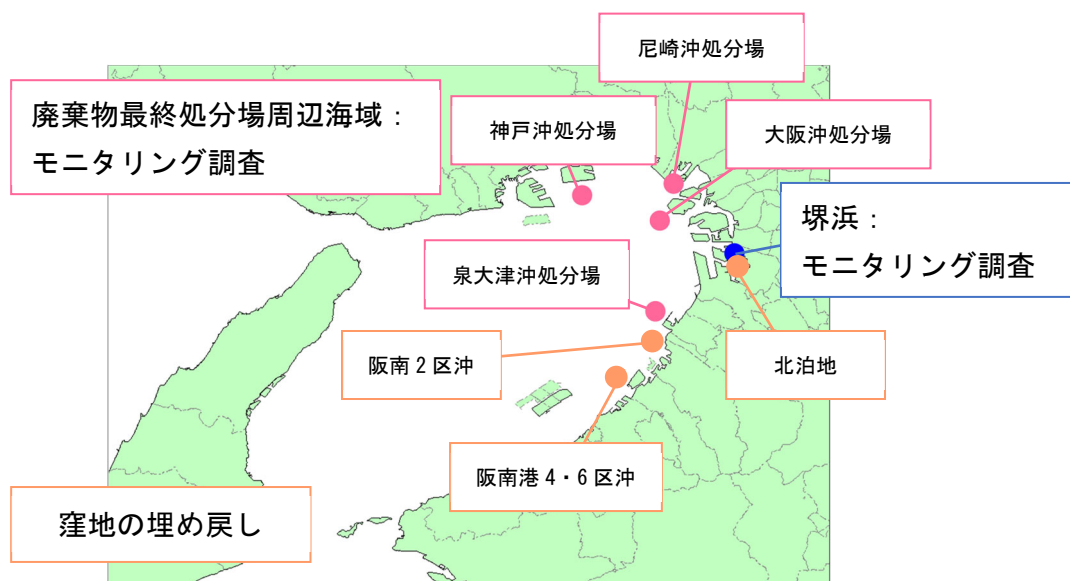 尼崎沖処分場
廃棄物最終処分場周辺海域：
モニタリング調査
神戸沖処分場
大阪沖処分場
堺浜：
モニタリング調査
泉大津沖処分場
阪南2区沖
北泊地
阪南港4・6区沖
窪地の埋め戻し